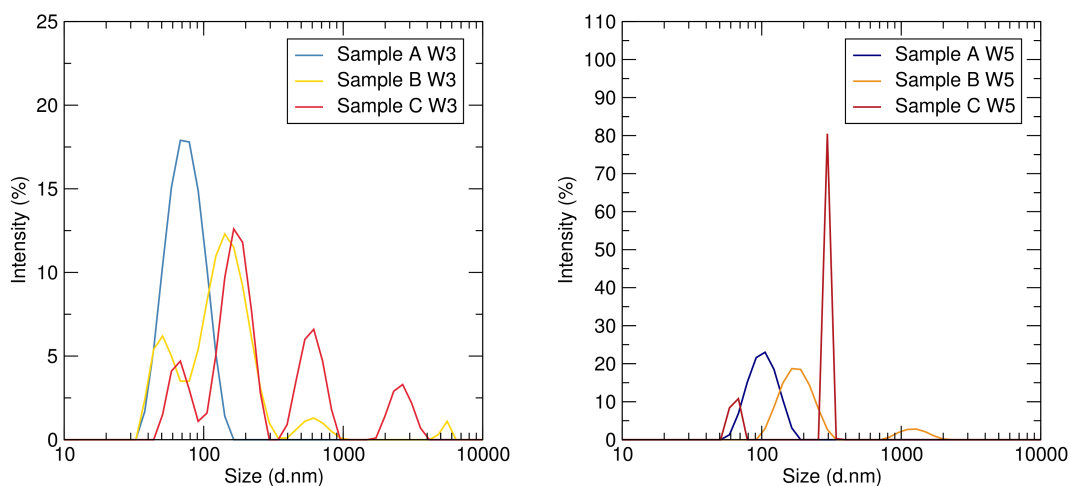 25
20
15
10
5
0
Intensity (%)
10
100
1000
10000
Size (d.nm)
Sample A W3
Sample B W3
Sample C W3
110
100
90
80
70
60
50
40
30
20
10
0
Intensity (%)
10
100
1000
10000
Size (d.nm)
Sample A W5
Sample B W5
Sample C W5